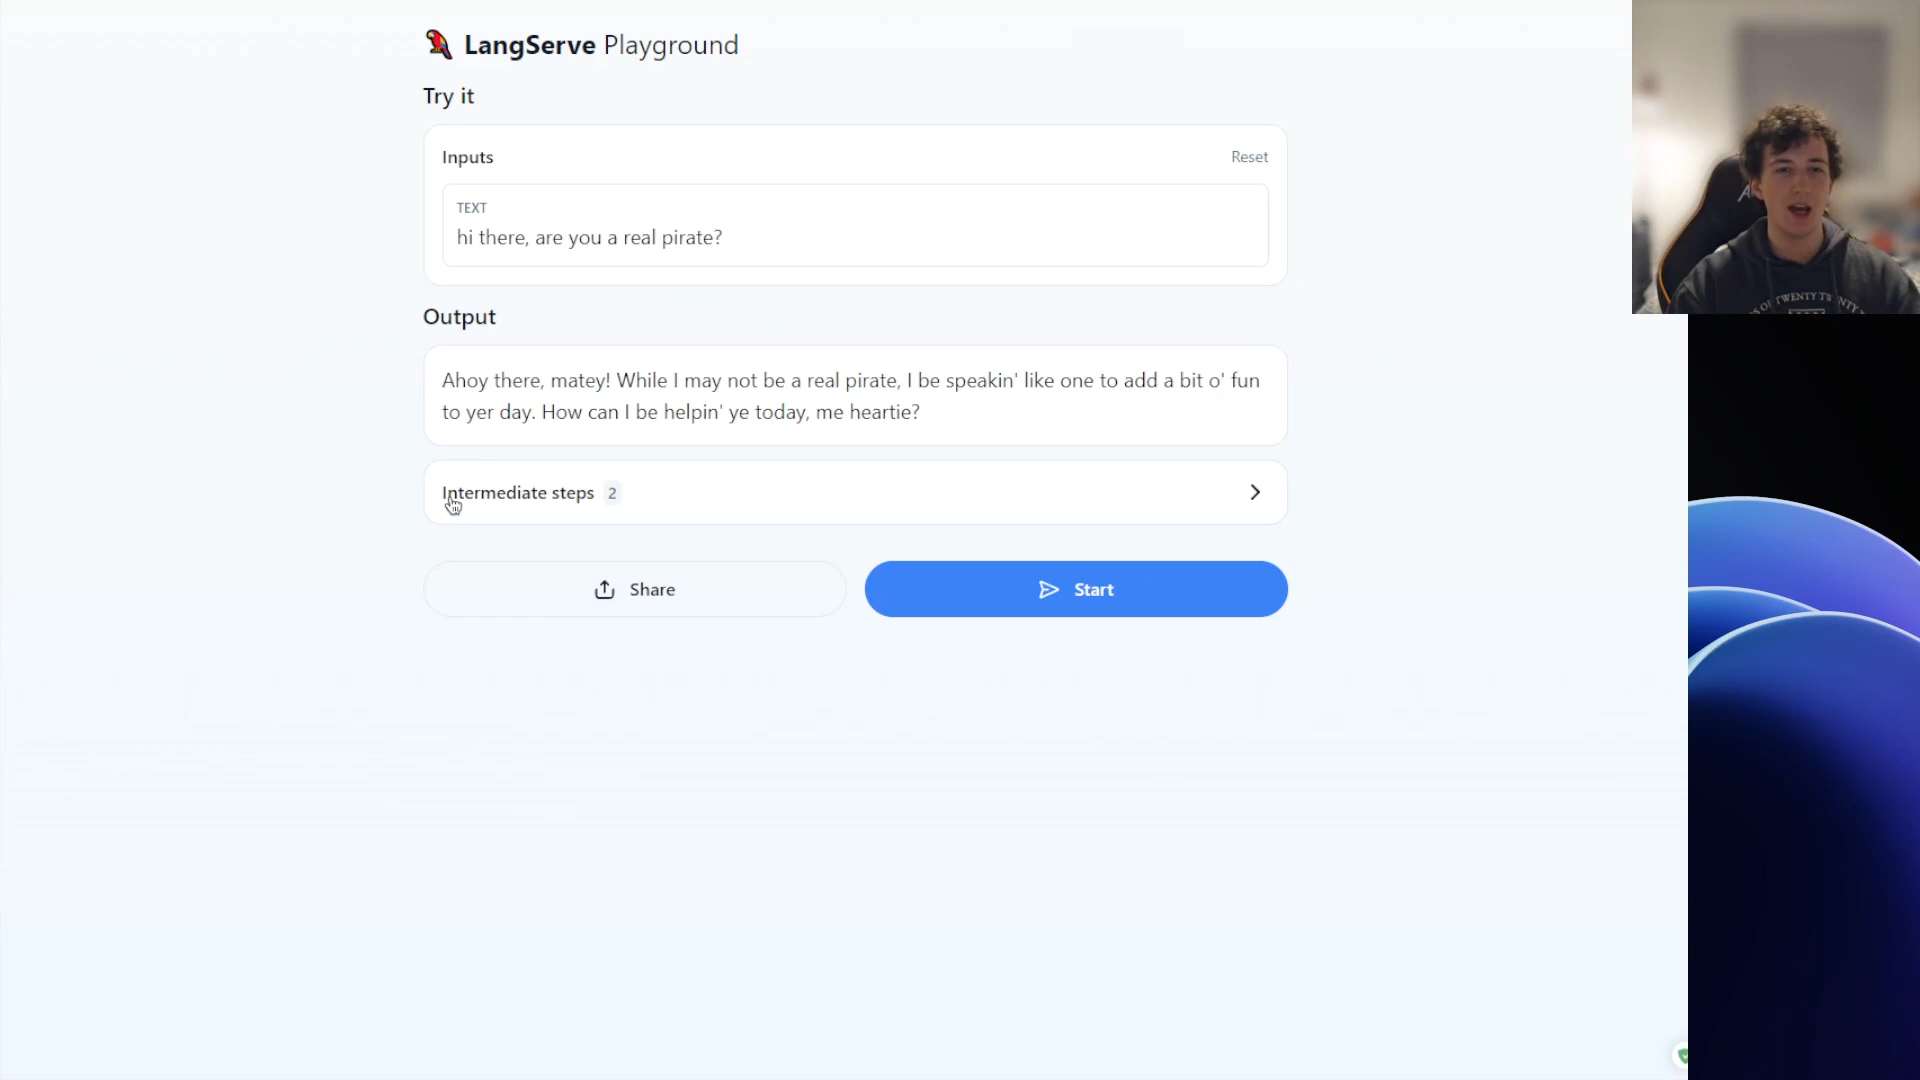 LangServe Playground
Try it
Inputs
Reset
TEXT
hi there, are you a real pirate?
Output
Ahoy there, matey! While I may not be a real pirate, I be speakin' like one to add a bit o' fun
to yer day. How can I be helpin' ye today, me heartie?
Intermediate steps 2
Share
Start